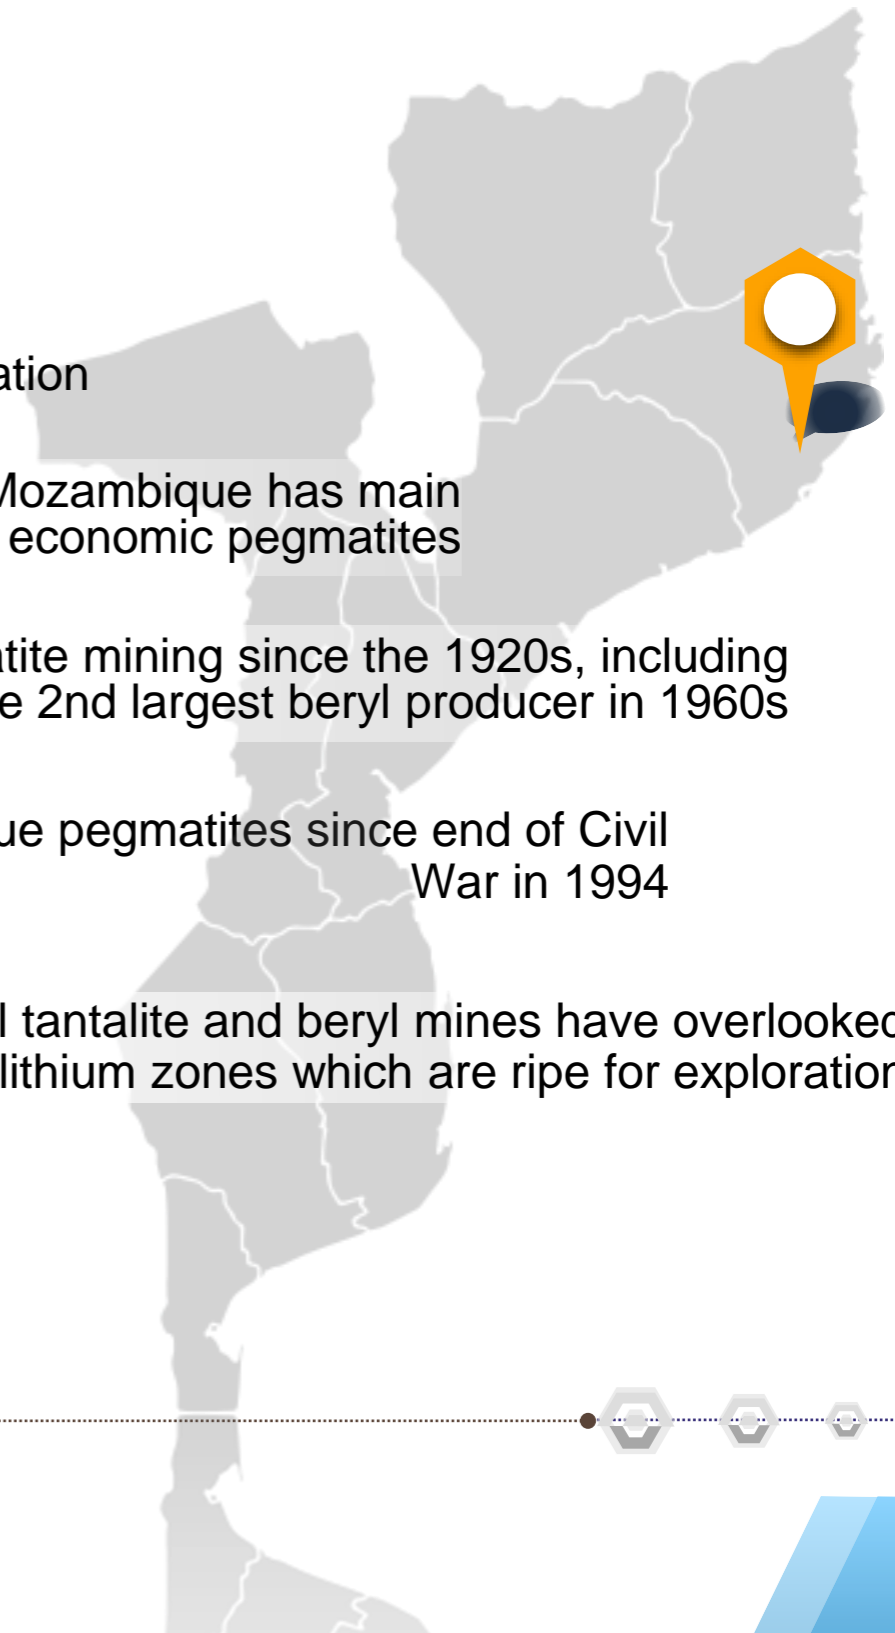 ation
Mozambique has main
economic pegmatites
atite mining since the 1920s, including
e 2nd largest beryl producer in 1960s
ue pegmatites since end of Civil
War in 1994
l tantalite and beryl mines have overlooked
lithium zones which are ripe for exploration